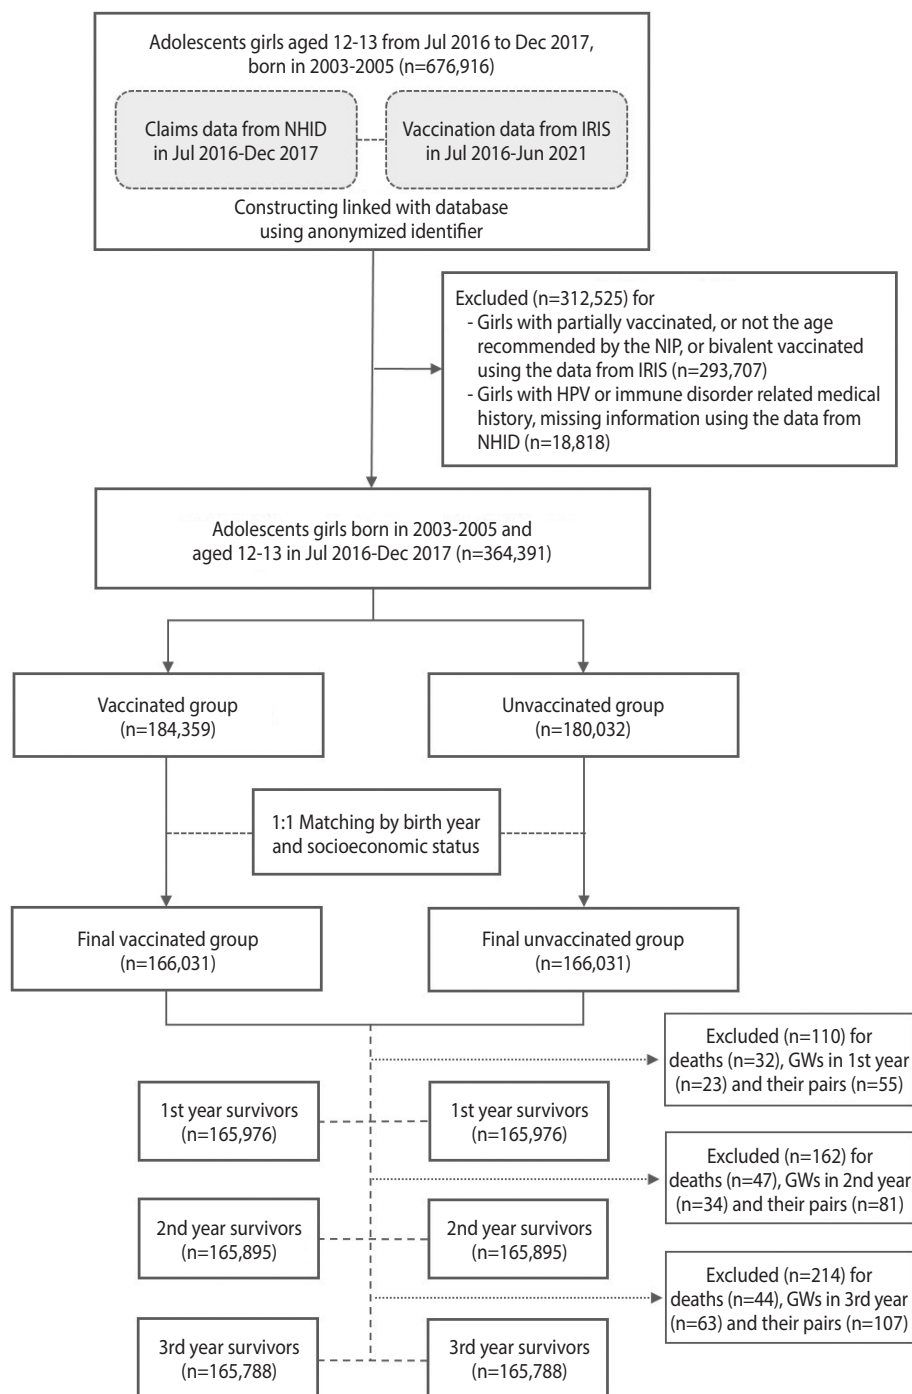 Adolescents girls aged 12-13 from Jul 2016 to Dec 2017,
born in 2003-2005 (n=676,916)
Claims data from NHID
in Jul 2016-Dec 2017
Vaccination data from IRIS
in Jul 2016-Jun 2021
Constructing linked with database
using anonymized identifier
Excluded (n=312,525) for
- Girls with partially vaccinated, or not the age
recommended by the NIP, or bivalent vaccinated
using the data from IRIS (n=293,707)
- Girls with HPV or immune disorder related medical
history, missing information using the data from
NHID (n=18,818)
Adolescents girls born in 2003-2005 and
aged 12-13 in Jul 2016-Dec 2017 (n=364,391)
Vaccinated group
(n=184,359)
Unvaccinated group
(n=180,032)
1:1 Matching by birth year
and socioeconomic status
Final vaccinated group
(n=166,031)
Final unvaccinated group
(n=166,031)
Excluded (n=110) for
deaths (n=32), GWs in 1st year
(n=23) and their pairs (n=55)
1st year survivors
(n=165,976)
1st year survivors
(n=165,976)
Excluded (n=162) for
deaths (n=47), GWs in 2nd year
(n=34) and their pairs (n=81)
2nd year survivors
(n=165,895)
2nd year survivors
(n=165,895)
Excluded (n=214) for
deaths (n=44), GWs in 3rd year
(n=63) and their pairs (n=107)
3rd year survivors
(n=165,788)
3rd year survivors
(n=165,788)